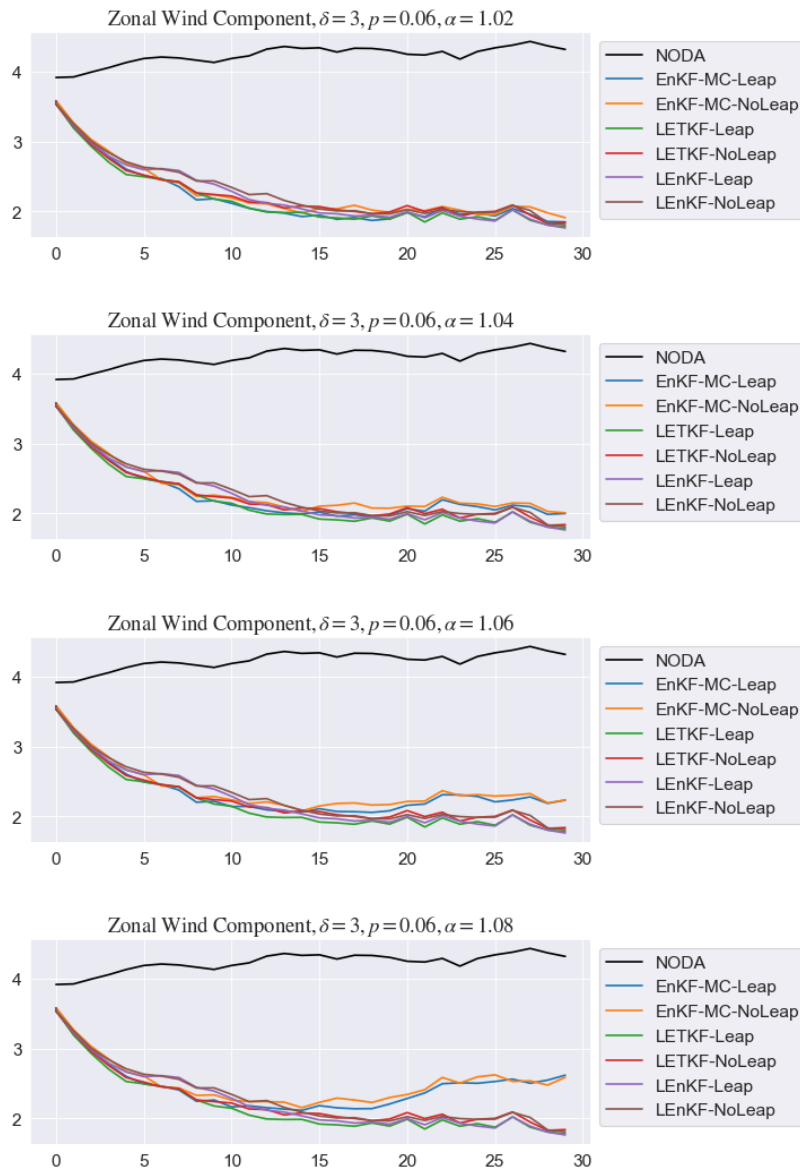 Zonal Wind Component, δ = 3, p = 0.06, α = 1.02
4
3
2
0 5 10 15 20 25 30
NODA
EnKF-MC-Leap
EnKF-MC-NoLeap
LETKF-Leap
LETKF-NoLeap
LEnKF-Leap
LEnKF-NoLeap
Zonal Wind Component, δ = 3, p = 0.06, α = 1.04
4
3
2
0 5 10 15 20 25 30
NODA
EnKF-MC-Leap
EnKF-MC-NoLeap
LETKF-Leap
LETKF-NoLeap
LEnKF-Leap
LEnKF-NoLeap
Zonal Wind Component, δ = 3, p = 0.06, α = 1.06
4
3
2
0 5 10 15 20 25 30
NODA
EnKF-MC-Leap
EnKF-MC-NoLeap
LETKF-Leap
LETKF-NoLeap
LEnKF-Leap
LEnKF-NoLeap
Zonal Wind Component, δ = 3, p = 0.06, α = 1.08
4
3
2
0 5 10 15 20 25 30
NODA
EnKF-MC-Leap
EnKF-MC-NoLeap
LETKF-Leap
LETKF-NoLeap
LEnKF-Leap
LEnKF-NoLeap